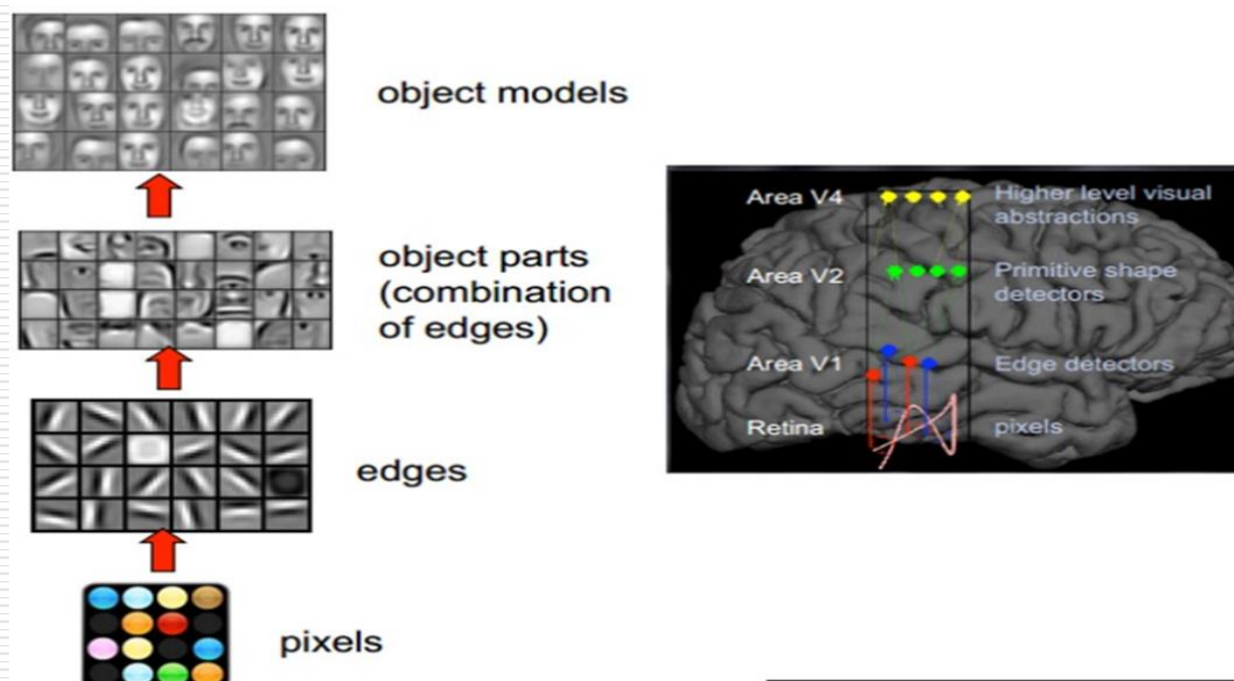 object models
object parts
(combination
of edges)
edges
pixels
Area V4
Higher level visual
abstractions
Area V2
Primitive shape
detectors
Area V1
Edge detectors
Retina
pixels